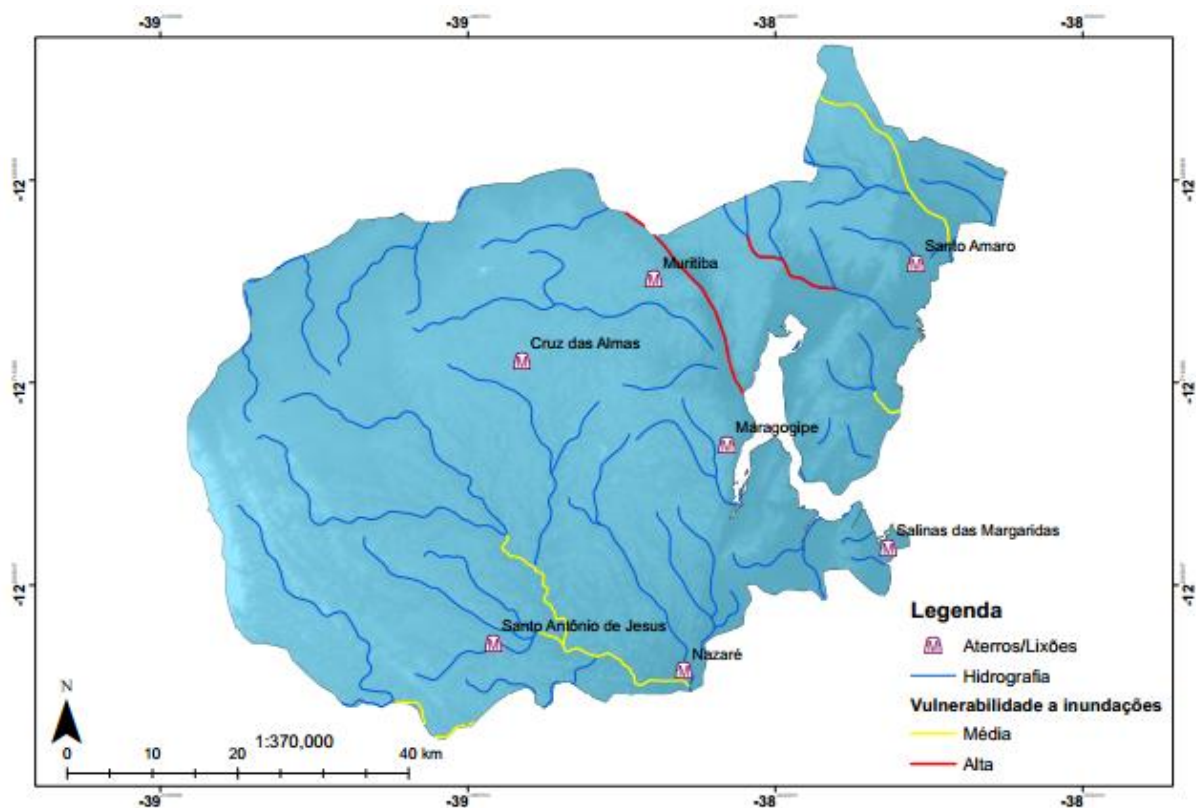 -39 -39 -38 -38
-12
-12
Santo Amaro
Muritiba
Cruz das Almas
-12
-12
Maragogipe
Salinas das Margaridas
-12
-12
Legenda
Santo Antônio de Jesus
Aterros/Lixões
Nazaré
Hidrografia
N
Vulnerabilidade a inundações
1:370,000
Média
0 10 20 40 km
Alta
-39 -39 -38 -38